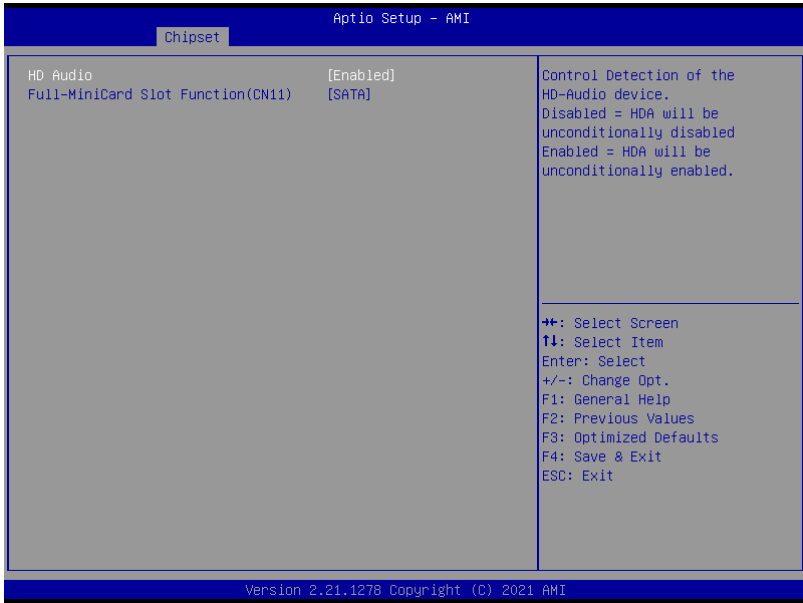 Aptio Setup – AMI
Chipset
HD Audio [Enabled]
Full-MiniCard Slot Function(CN11) [SATA]
Control Detection of the
HD-Audio device.
Disabled = HDA will be
unconditionally disabled
Enabled = HDA will be
unconditionally enabled.
→←: Select Screen
↑↓: Select Item
Enter: Select
+/-: Change Opt.
F1: General Help
F2: Previous Values
F3: Optimized Defaults
F4: Save & Exit
ESC: Exit
Version 2.21.1278 Copyright (C) 2021 AMI